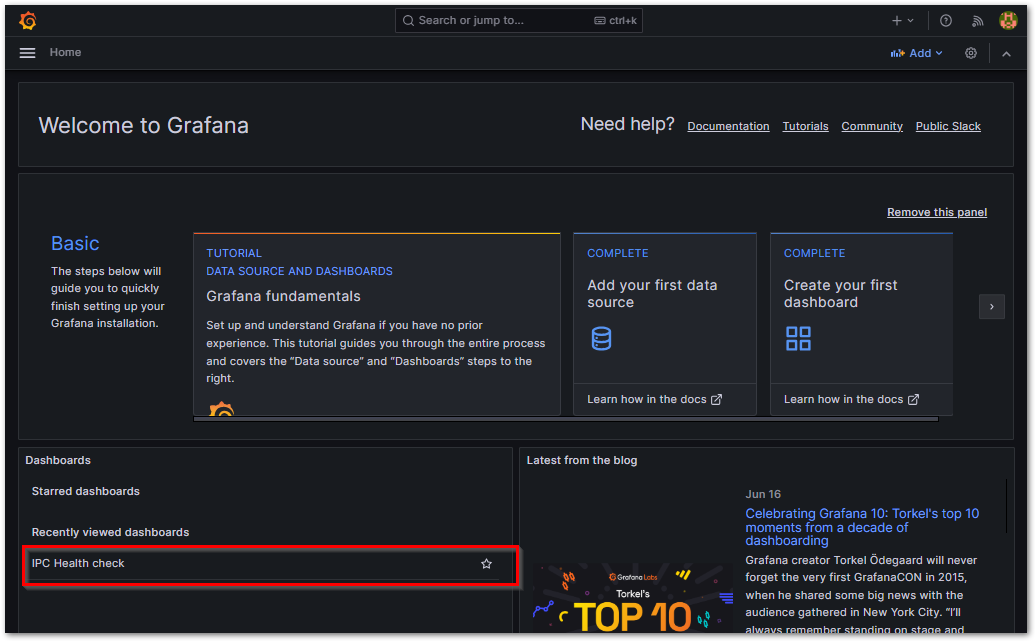 Search or jump to...
ctrl+k
Home
Add
Welcome to Grafana
Need help?
Documentation
Tutorials
Community
Public Slack
Remove this panel
Basic
The steps below will
guide you to quickly
finish setting up your
Grafana installation.
TUTORIAL
DATA SOURCE AND DASHBOARDS
Grafana fundamentals
Set up and understand Grafana if you have no prior
experience. This tutorial guides you through the entire process
and covers the “Data source” and “Dashboards” steps to the
right.
COMPLETE
Add your first data
source
Learn how in the docs
COMPLETE
Create your first
dashboard
Learn how in the docs
Dashboards
Starred dashboards
Recently viewed dashboards
IPC Health check
Latest from the blog
Grafana Labs
Torkel's
TOP 10
Jun 16
Celebrating Grafana 10: Torkel's top 10
moments from a decade of
dashboarding
Grafana creator Torkel Ödegaard will never
forget the very first GrafanaCON in 2015,
when he shared some big news with the
audience gathered in New York City. “I'll
always remember standing on stage and